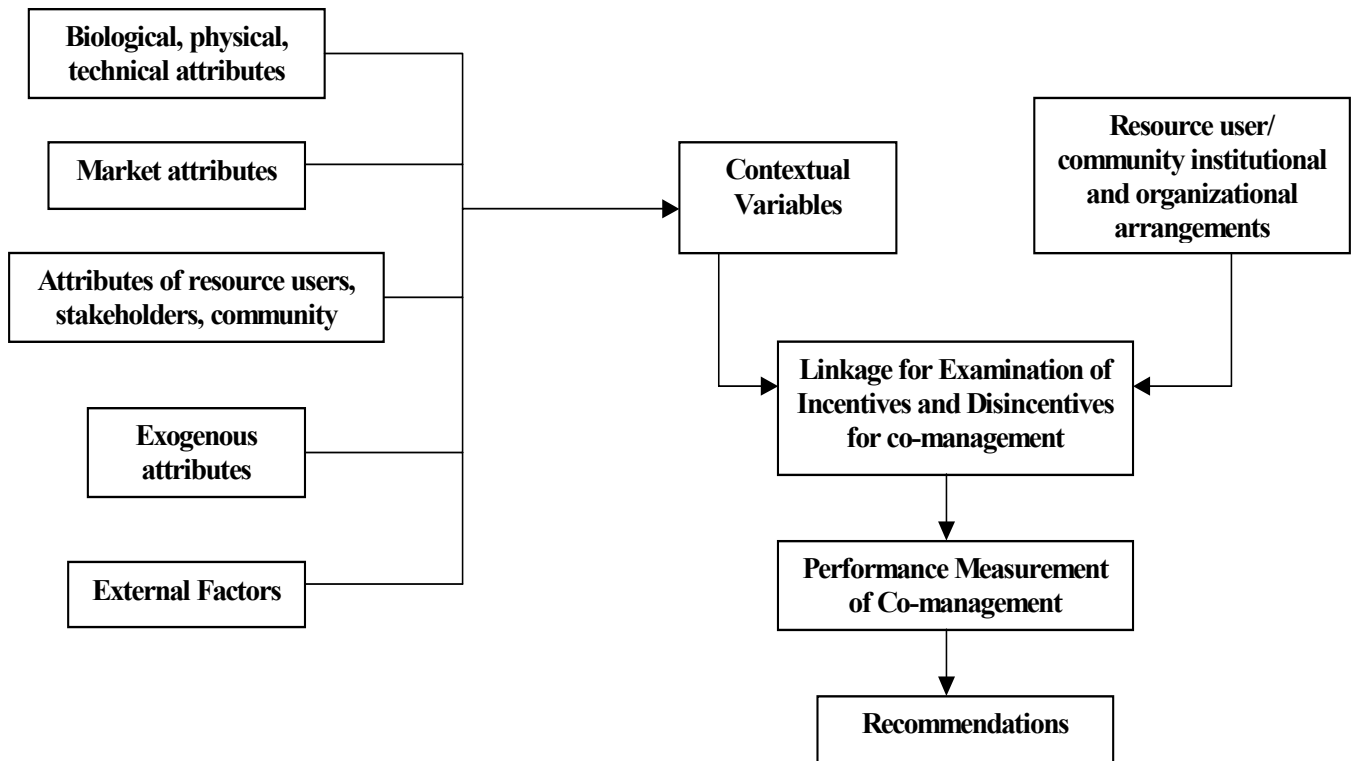 Biological, physical,
technical attributes
Market attributes
Attributes of resource users,
stakeholders, community
Exogenous
attributes
External Factors
Contextual
Variables
Resource user/
community institutional
and organizational
arrangements
Linkage for Examination of
Incentives and Disincentives
for co-management
Performance Measurement
of Co-management
Recommendations